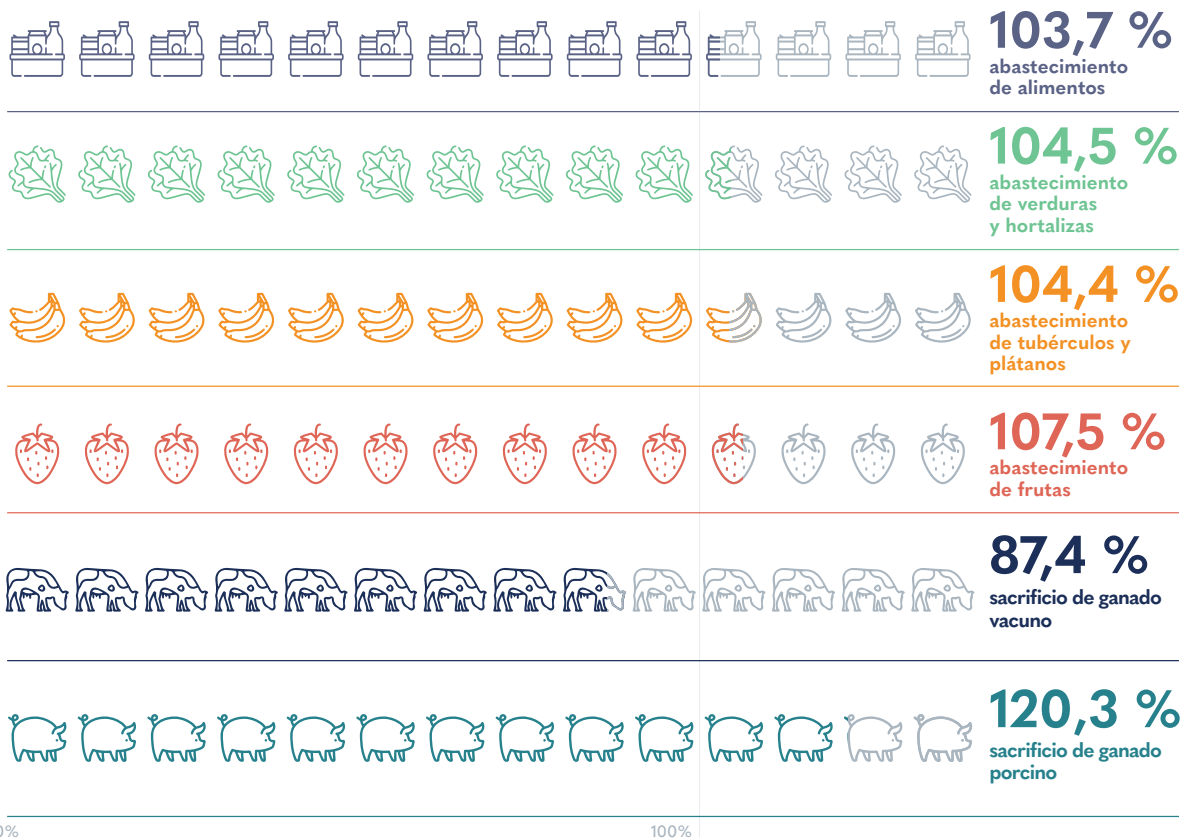 103,7 %
abastecimiento
de alimentos
104,5 %
abastecimiento
de verduras
y hortalizas
104,4 %
abastecimiento
de tubérculos y
plátanos
107,5 %
abastecimiento
de frutas
87,4 %
sacrificio de ganado
vacuno
120,3 %
sacrificio de ganado
porcino
0%
100%